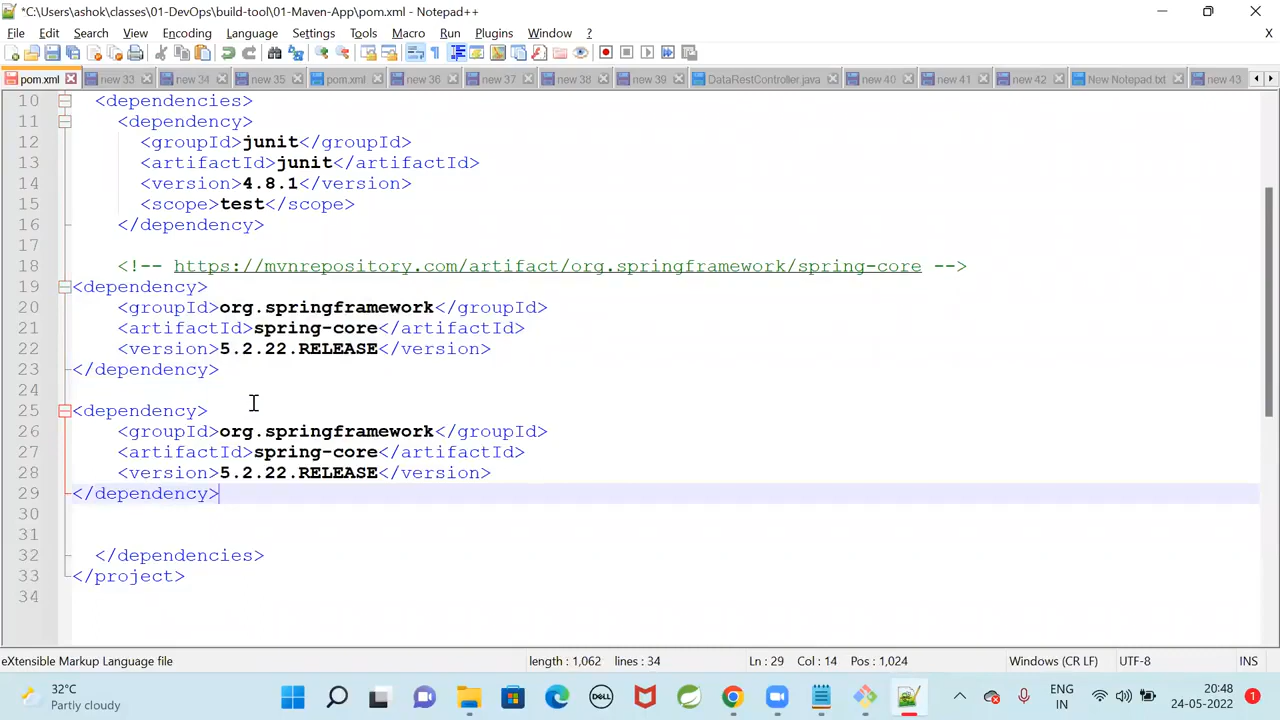 *C:\Users\ashok\classes\01-DevOps\build-tool\01-Maven-App\pom.xml - Notepad++
File Edit Search View Encoding Language Settings Tools Macro Run Plugins Window ? X
pom.xml new 33 new 34 new 35 pom.xml new 36 new 37 new 38 new 39 DataRestController.java new 40 new 41 new 42 New Notepad.txt new 43
10 <dependencies>
11 <dependency>
12 <groupId>junit</groupId>
13 <artifactId>junit</artifactId>
14 <version>4.8.1</version>
15 <scope>test</scope>
16 </dependency>
17
18 <!-- https://mvnrepository.com/artifact/org.springframework/spring-core -->
19 <dependency>
20 <groupId>org.springframework</groupId>
21 <artifactId>spring-core</artifactId>
22 <version>5.2.22.RELEASE</version>
23 </dependency>
24
25 <dependency>
26 <groupId>org.springframework</groupId>
27 <artifactId>spring-core</artifactId>
28 <version>5.2.22.RELEASE</version>
29 </dependency>
30
31
32 </dependencies>
33 </project>
34
eXtensible Markup Language file length : 1,062 lines : 34 Ln : 29 Col : 14 Pos : 1,024 Windows (CR LF) UTF-8 INS
32°C
Partly cloudy
DELL
ENG
IN
20:48
24-05-2022
1